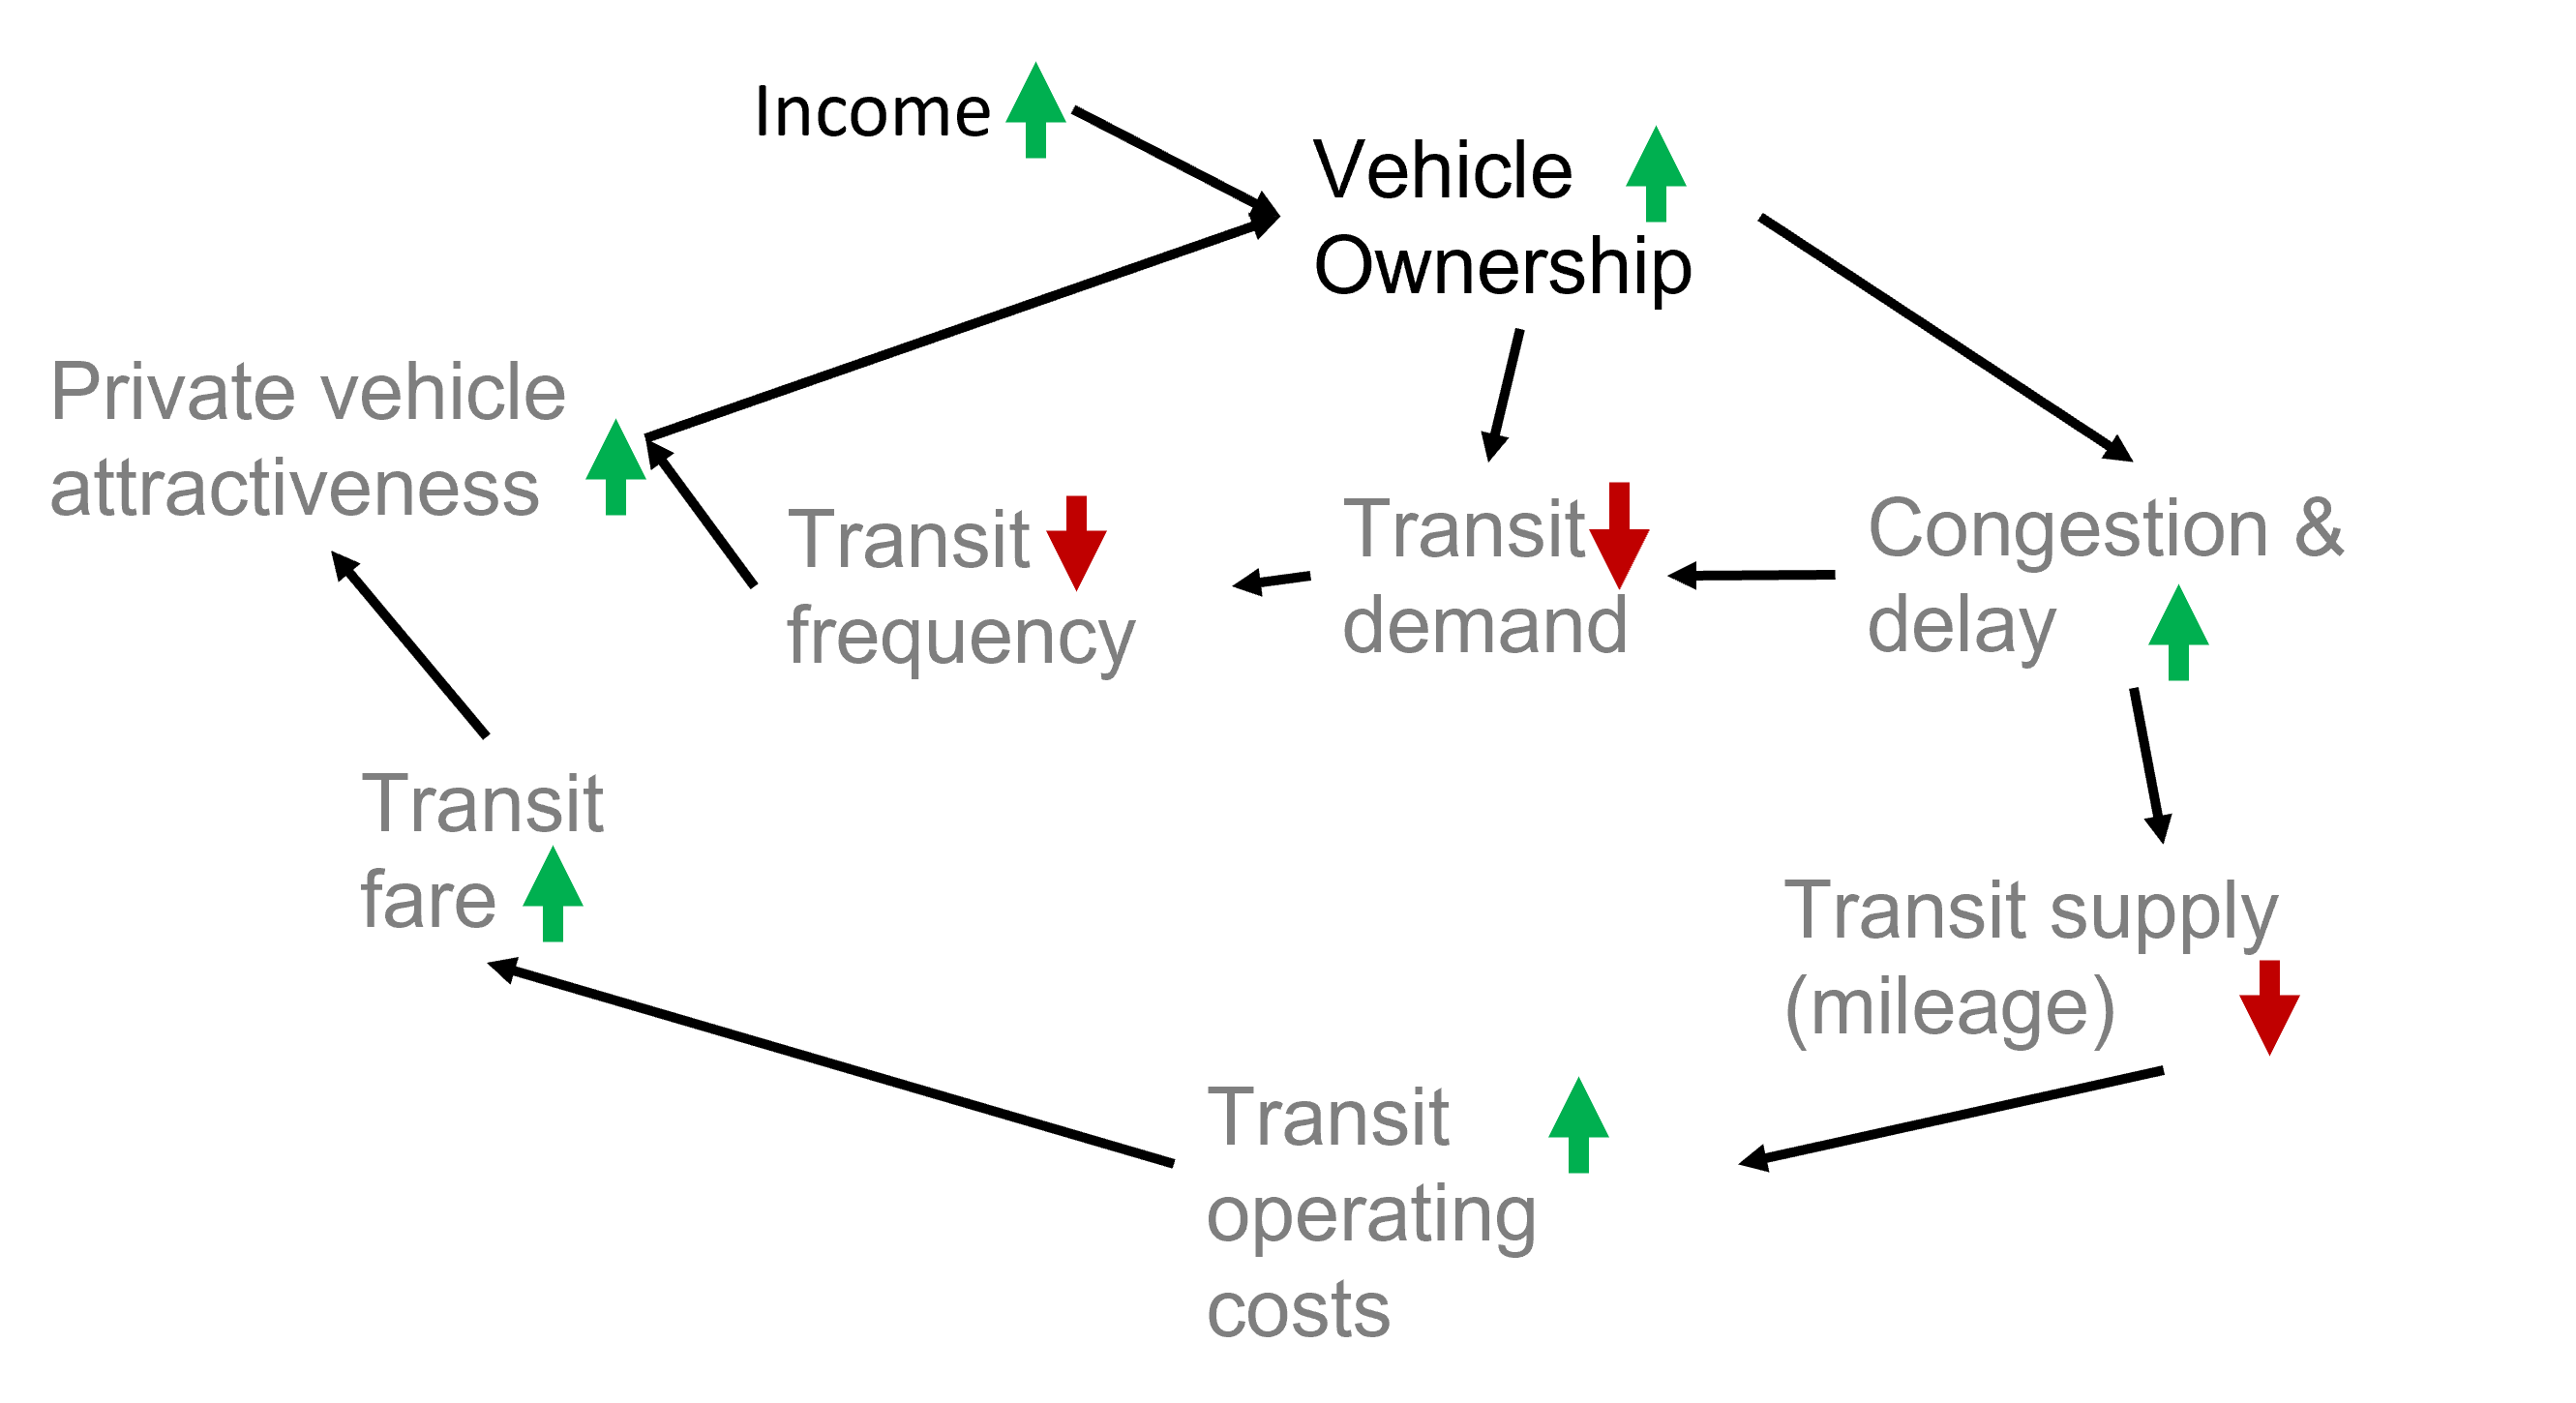 Income
Vehicle
Ownership
Private vehicle
attractiveness
Transit
frequency
Transit
demand
Congestion &
delay
Transit
fare
Transit supply
(mileage)
Transit
operating
costs